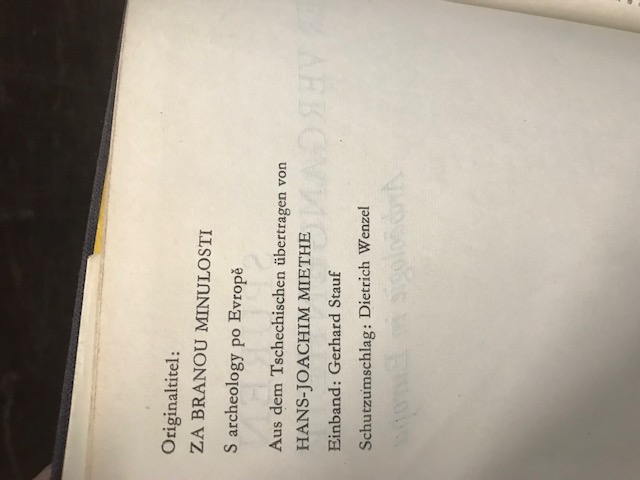 Originaltitel:
ZA BRANOU MINULOSTI
S archeology po Evropě
Aus dem Tschechischen übertragen von
HANS-JOACHIM MIETHE
Einband: Gerhard Stauf
Schutzumschlag: Dietrich Wenzel